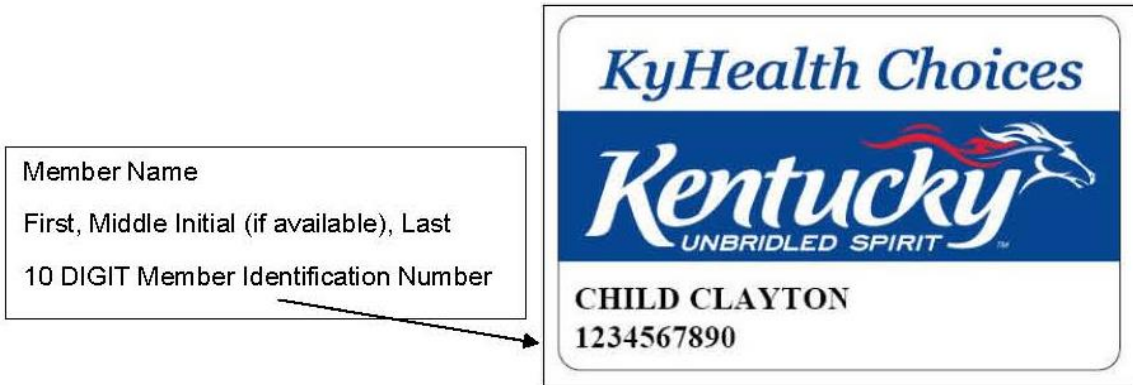 Member Name
First, Middle Initial (if available), Last
10 DIGIT Member Identification Number
KyHealth Choices
Kentucky
UNBRIDLED SPIRIT ™
CHILD CLAYTON
1234567890